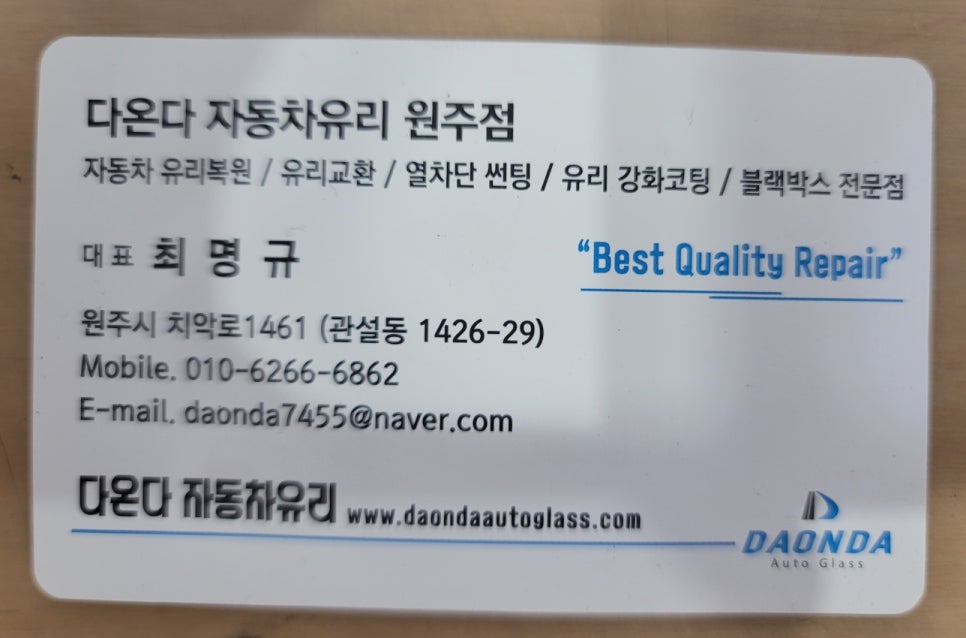 다온다 자동차유리 원주점
자동차 유리복원 / 유리교환 / 열차단 썬팅 / 유리 강화코팅 / 블랙박스 전문점
대표 최 명 규
“Best Quality Repair”
원주시 치악로1461 (관설동 1426-29)
Mobile. 010-6266-6862
E-mail. daonda7455@naver.com
다온다 자동차유리 www.daondaautoglass.com
DAONDA
Auto Glass